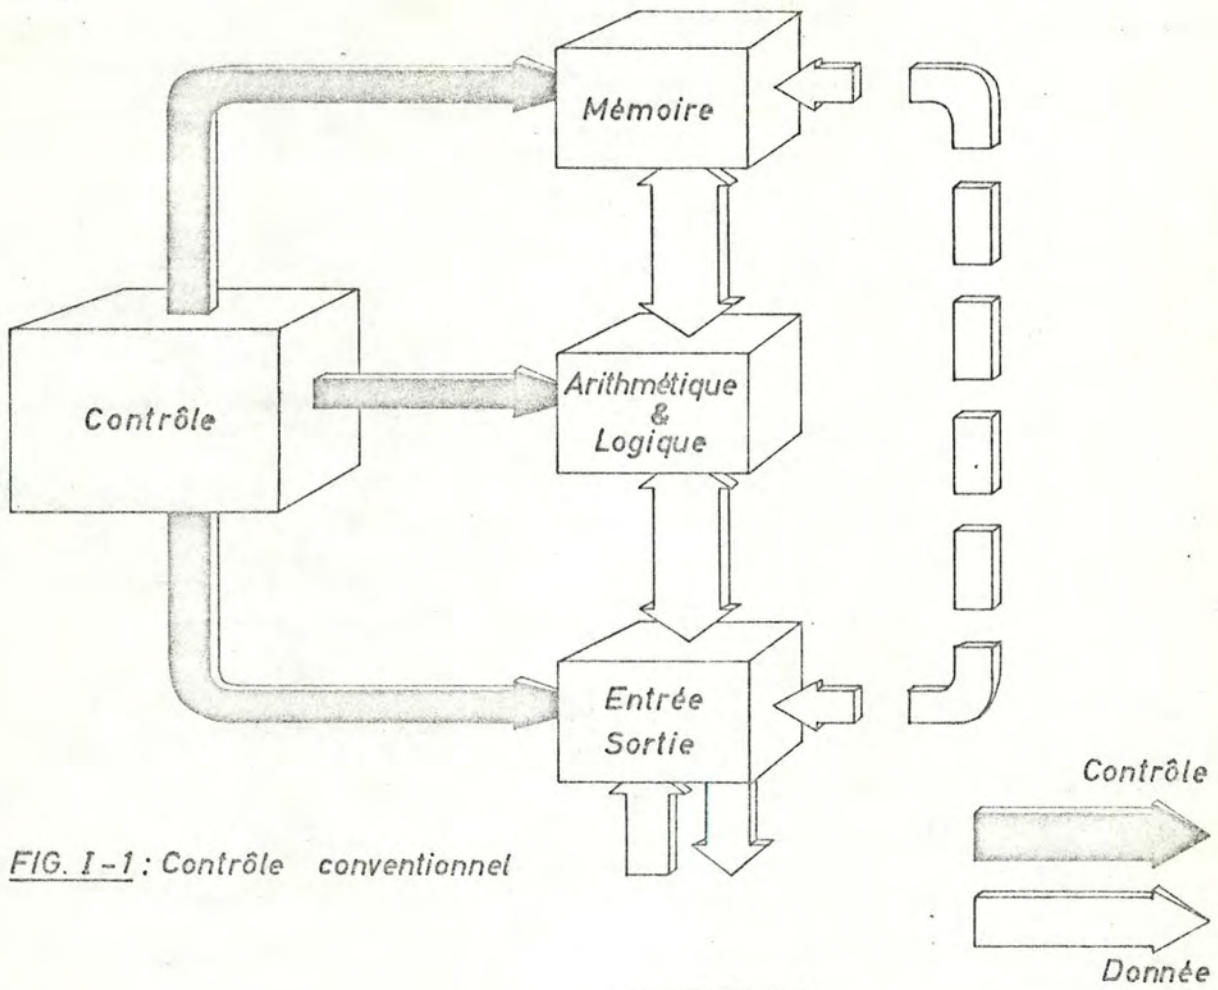 Mémoire
Contrôle
Arithmétique
&
Logique
Entrée
Sortie
Contrôle
FIG. I-1 : Contrôle conventionnel
Donnée